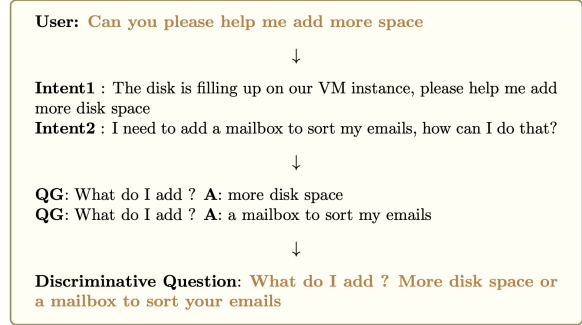 User: Can you please help me add more space
↓
Intent1 : The disk is filling up on our VM instance, please help me add
more disk space
Intent2 : I need to add a mailbox to sort my emails, how can I do that?
↓
QG: What do I add ? A: more disk space
QG: What do I add ? A: a mailbox to sort my emails
↓
Discriminative Question: What do I add ? More disk space or
a mailbox to sort your emails